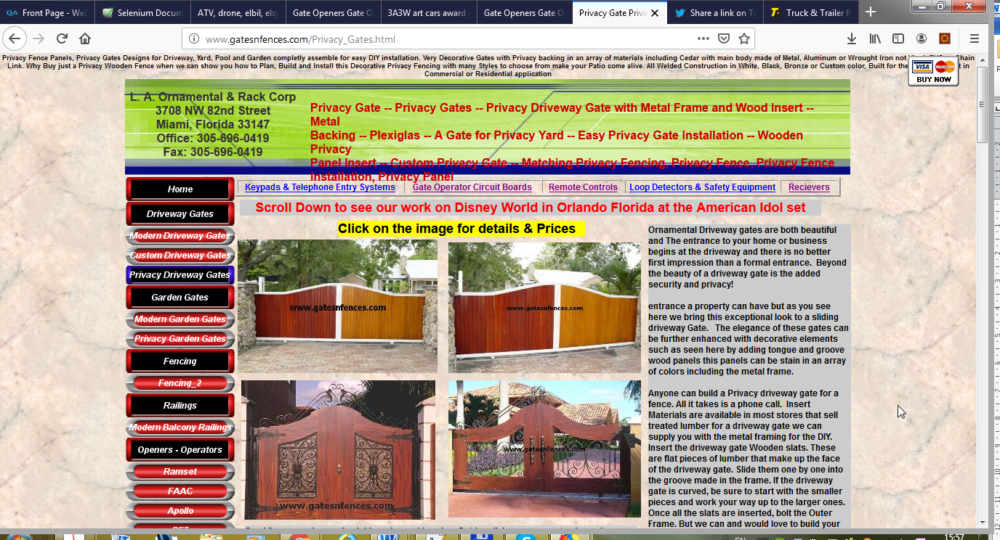 Front Page - We
Selenium Docum
ATV, drone, elbil, els
Gate Openers Gate O
3A3W art cars award
Gate Openers Gate O
Privacy Gate Priva
Share a link on T
Truck & Trailer R
www.gatesnfences.com/Privacy_Gates.html
Privacy Fence Panels, Privacy Gates Designs for Driveway, Yard, Pool and Garden completly assemble for easy DIY installation. Very Decorative Gates with Privacy backing in an array of materials including Cedar with main body made of Metal, Aluminum or Wrought Iron not Chain
Link. Why Buy just a Privacy Wooden Fence when we can show you how to Plan, Build and Install this Decorative Privacy Fencing with many Styles to choose from make your Patio come alive. All Welded Construction in White, Black, Bronze or Custom color, Built for the in
Commercial or Residential application
VISA MasterCard
BUY NOW
L. A. Ornamental & Rack Corp
3708 NW 82nd Street
Miami, Florida 33147
Office: 305-696-0419
Fax: 305-696-0419
Privacy Gate -- Privacy Gates -- Privacy Driveway Gate with Metal Frame and Wood Insert --
Metal
Backing -- Plexiglas -- A Gate for Privacy Yard -- Easy Privacy Gate Installation -- Wooden
Privacy
Panel Insert -- Custom Privacy Gate -- Matching Privacy Fencing, Privacy Fence, Privacy Fence
Installation, Privacy Panel
Home
Driveway Gates
Modern Driveway Gates
Custom Driveway Gates
Privacy Driveway Gates
Garden Gates
Modern Garden Gates
Privacy Garden Gates
Fencing
Fencing_2
Railings
Modern Balcony Railings
Openers - Operators
Ramset
FAAC
Apollo
Keypads & Telephone Entry Systems
Gate Operator Circuit Boards
Remote Controls
Loop Detectors & Safety Equipment
Recievers
Scroll Down to see our work on Disney World in Orlando Florida at the American Idol set
Click on the image for details & Prices
www.gatesnfences.com
www.gatesnfences.com
www.gatesnfences.com
www.gatesnfences.com
Ornamental Driveway gates are both beautiful
and The entrance to your home or business
begins at the driveway and there is no better
first impression than a formal entrance. Beyond
the beauty of a driveway gate is the added
security and privacy!
entrance a property can have but as you see
here we bring this exceptional look to a sliding
driveway Gate. The elegance of these gates can
be further enhanced with decorative elements
such as seen here by adding tongue and groove
wood panels this panels can be stain in an array
of colors including the metal frame.
Anyone can build a Privacy driveway gate for a
fence. All it takes is a phone call. Insert
Materials are available in most stores that sell
treated lumber for a driveway gate we can
supply you with the metal framing for the DIY.
Insert the driveway gate Wooden slats. These
are flat pieces of lumber that make up the face
of the driveway gate. Slide them one by one into
the groove made in the frame. If the driveway
gate is curved, be sure to start with the smaller
pieces and work your way up to the larger ones.
Once all the slats are inserted, bolt the Outer
Frame. But we can and would love to build your
15:57